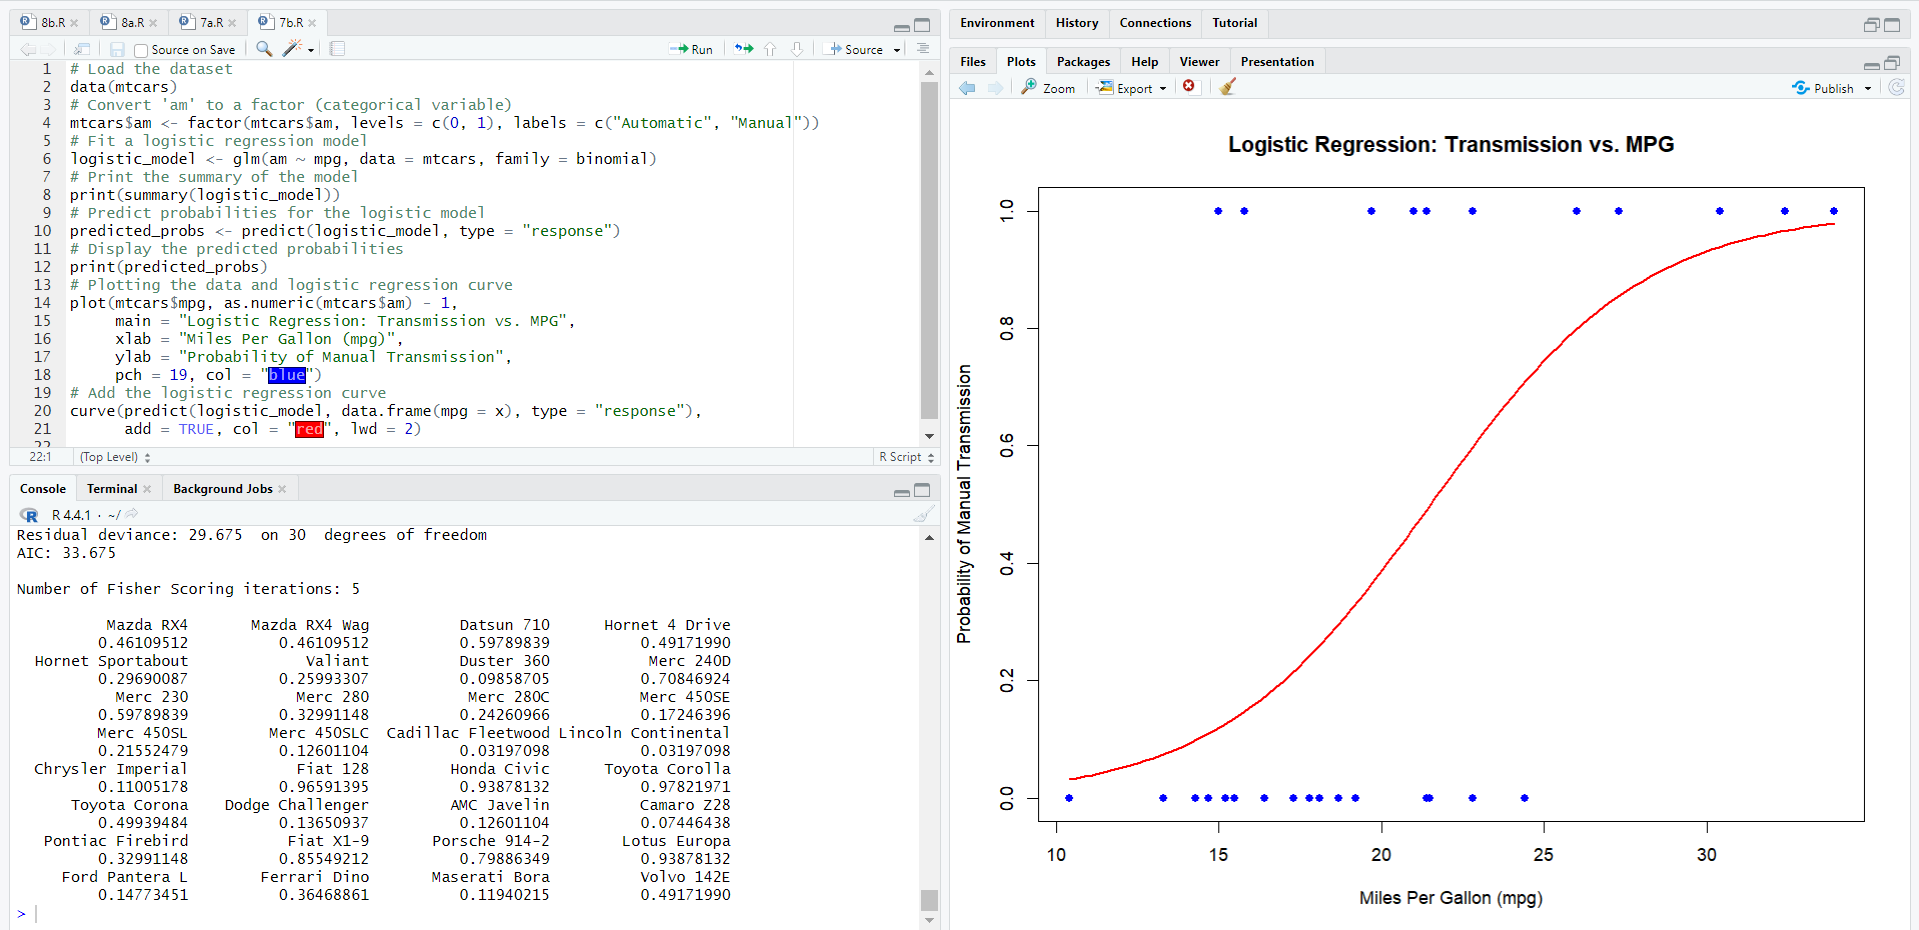 8b.R 8a.R 7a.R 7b.R
Source on Save Run Source
1 # Load the dataset
2 data(mtcars)
3 # Convert 'am' to a factor (categorical variable)
4 mtcars$am <- factor(mtcars$am, levels = c(0, 1), labels = c("Automatic", "Manual"))
5 # Fit a logistic regression model
6 logistic_model <- glm(am ~ mpg, data = mtcars, family = binomial)
7 # Print the summary of the model
8 print(summary(logistic_model))
9 # Predict probabilities for the logistic model
10 predicted_probs <- predict(logistic_model, type = "response")
11 # Display the predicted probabilities
12 print(predicted_probs)
13 # Plotting the data and logistic regression curve
14 plot(mtcars$mpg, as.numeric(mtcars$am) - 1,
15 main = "Logistic Regression: Transmission vs. MPG",
16 xlab = "Miles Per Gallon (mpg)",
17 ylab = "Probability of Manual Transmission",
18 pch = 19, col = "blue")
19 # Add the logistic regression curve
20 curve(predict(logistic_model, data.frame(mpg = x), type = "response"),
21 add = TRUE, col = "red", lwd = 2)
22
22:1 (Top Level) R Script
Console Terminal Background Jobs
R 4.4.1 · ~/
Residual deviance: 29.675 on 30 degrees of freedom
AIC: 33.675
Number of Fisher Scoring iterations: 5
Mazda RX4 Mazda RX4 Wag Datsun 710 Hornet 4 Drive
0.46109512 0.46109512 0.59789839 0.49171990
Hornet Sportabout Valiant Duster 360 Merc 240D
0.29690087 0.25993307 0.09858705 0.70846924
Merc 230 Merc 280 Merc 280C Merc 450SE
0.59789839 0.32991148 0.24260966 0.17246396
Merc 450SL Merc 450SLC Cadillac Fleetwood Lincoln Continental
0.21552479 0.12601104 0.03197098 0.03197098
Chrysler Imperial Fiat 128 Honda Civic Toyota Corolla
0.11005178 0.96591395 0.93878132 0.97821971
Toyota Corona Dodge Challenger AMC Javelin Camaro Z28
0.49939484 0.13650937 0.12601104 0.07446438
Pontiac Firebird Fiat X1-9 Porsche 914-2 Lotus Europa
0.32991148 0.85549212 0.79886349 0.93878132
Ford Pantera L Ferrari Dino Maserati Bora Volvo 142E
0.14773451 0.36468861 0.11940215 0.49171990
>
Environment History Connections Tutorial
Files Plots Packages Help Viewer Presentation
Zoom Export Publish
Logistic Regression: Transmission vs. MPG
Probability of Manual Transmission
1.0
0.8
0.6
0.4
0.2
0.0
10 15 20 25 30
Miles Per Gallon (mpg)